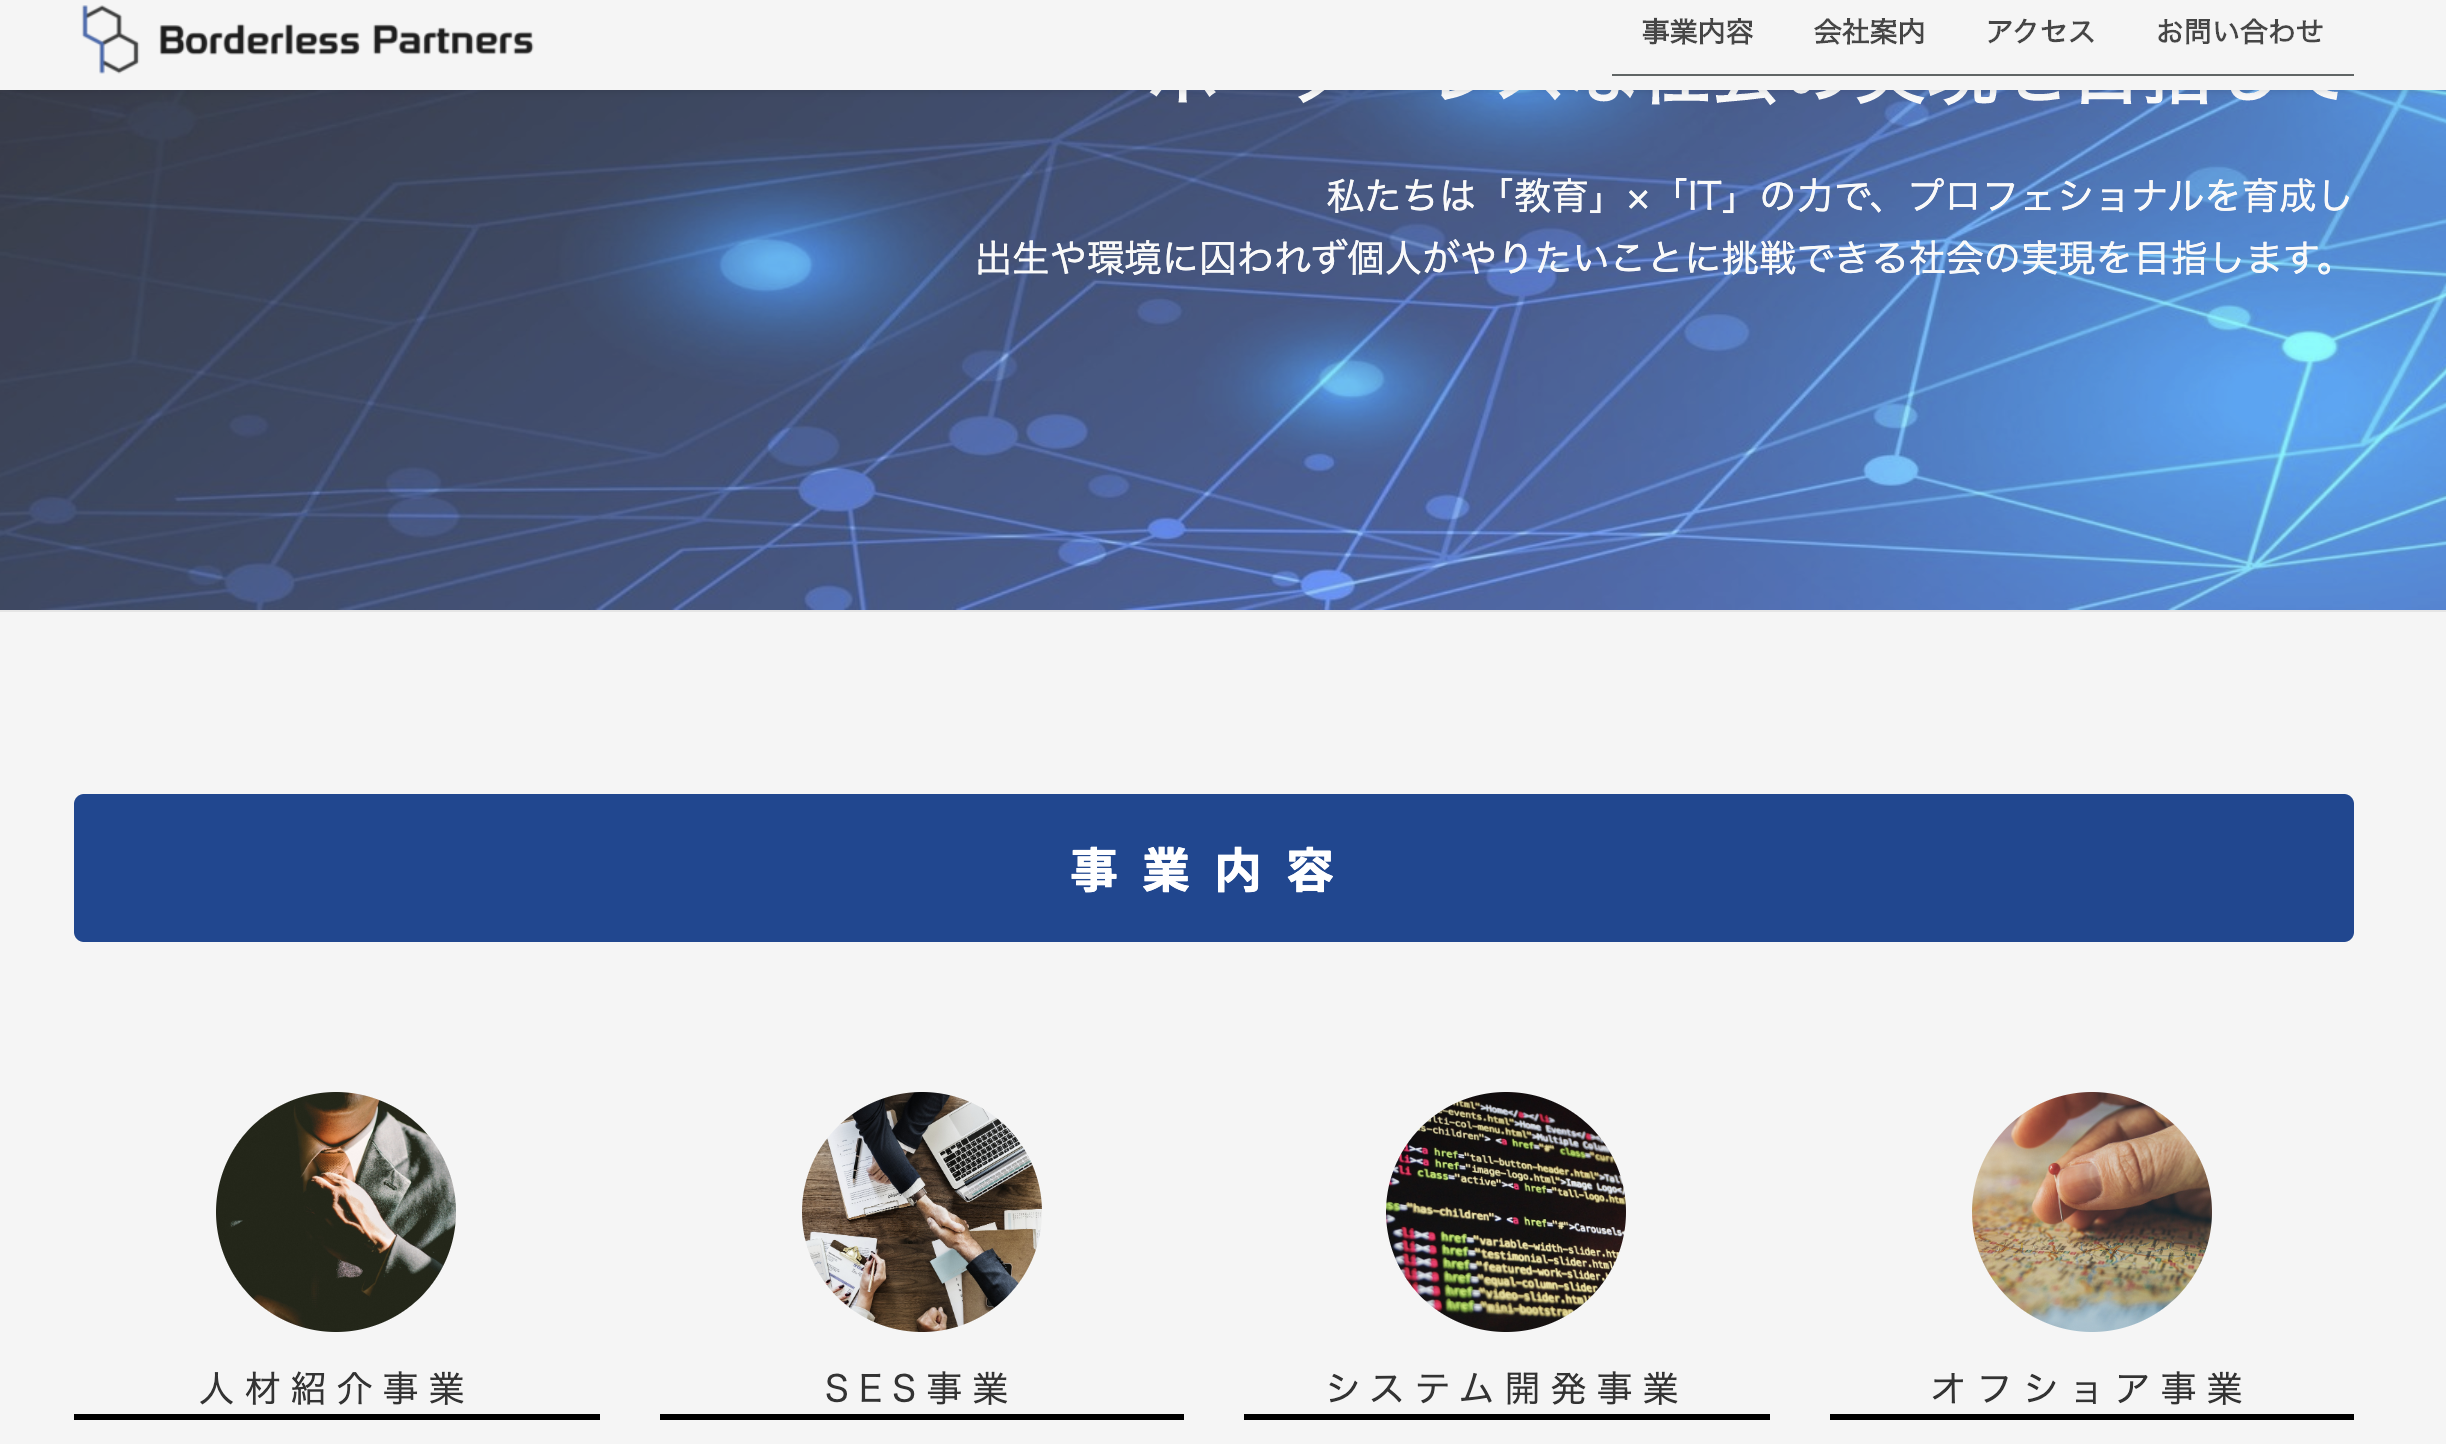 Borderless Partners
事業内容 会社案内 アクセス お問い合わせ
私たちは「教育」×「IT」の力で、プロフェショナルを育成し
出生や環境に囚われず個人がやりたいことに挑戦できる社会の実現を目指します。
事業内容
人材紹介事業
SES事業
システム開発事業
オフショア事業